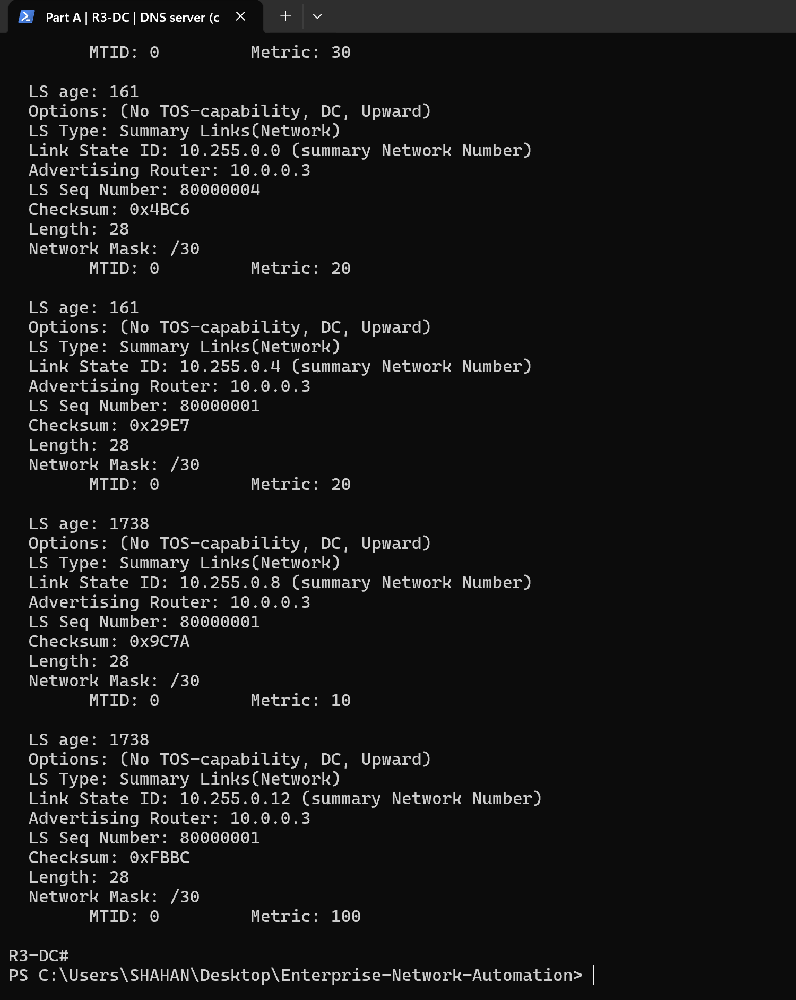 Part A | R3-DC | DNS server (c
MTID: 0 Metric: 30
LS age: 161
Options: (No TOS-capability, DC, Upward)
LS Type: Summary Links(Network)
Link State ID: 10.255.0.0 (summary Network Number)
Advertising Router: 10.0.0.3
LS Seq Number: 80000004
Checksum: 0x4BC6
Length: 28
Network Mask: /30
MTID: 0 Metric: 20
LS age: 161
Options: (No TOS-capability, DC, Upward)
LS Type: Summary Links(Network)
Link State ID: 10.255.0.4 (summary Network Number)
Advertising Router: 10.0.0.3
LS Seq Number: 80000001
Checksum: 0x29E7
Length: 28
Network Mask: /30
MTID: 0 Metric: 20
LS age: 1738
Options: (No TOS-capability, DC, Upward)
LS Type: Summary Links(Network)
Link State ID: 10.255.0.8 (summary Network Number)
Advertising Router: 10.0.0.3
LS Seq Number: 80000001
Checksum: 0x9C7A
Length: 28
Network Mask: /30
MTID: 0 Metric: 10
LS age: 1738
Options: (No TOS-capability, DC, Upward)
LS Type: Summary Links(Network)
Link State ID: 10.255.0.12 (summary Network Number)
Advertising Router: 10.0.0.3
LS Seq Number: 80000001
Checksum: 0xFBBC
Length: 28
Network Mask: /30
MTID: 0 Metric: 100
R3-DC#
PS C:\Users\SHAHAN\Desktop\Enterprise-Network-Automation>